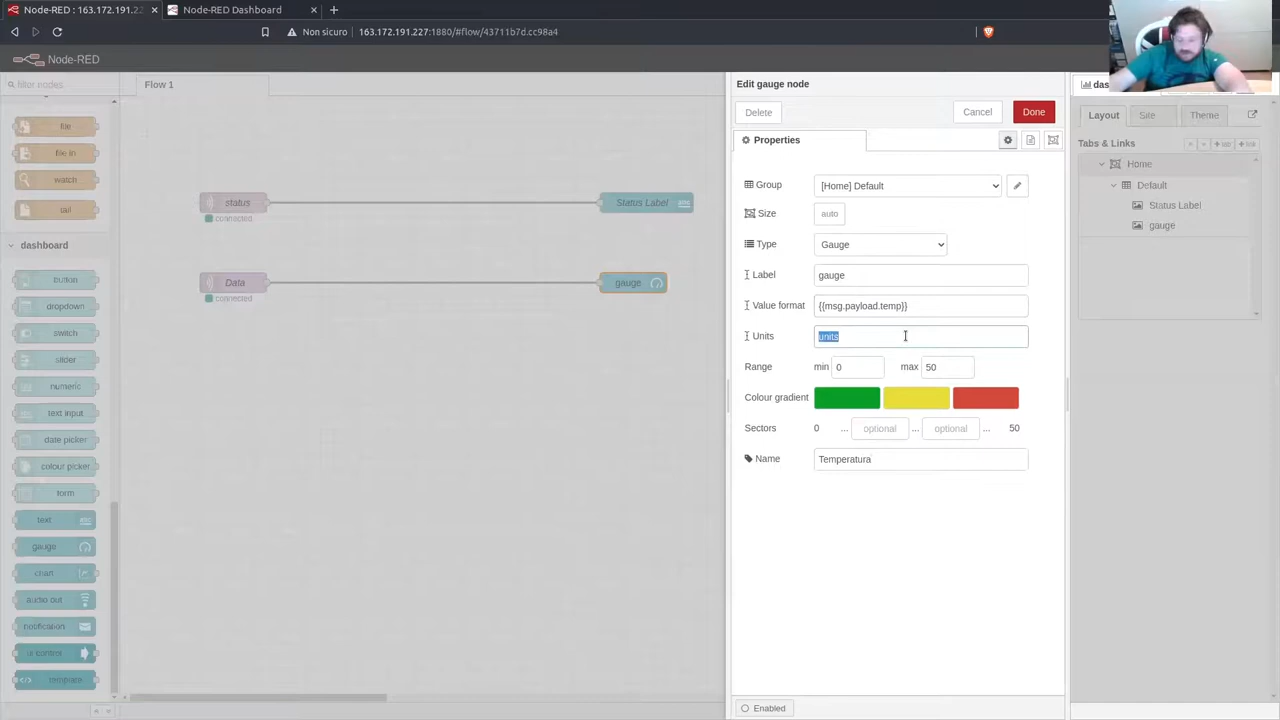 Node-RED : 163.172.191.22
Node-RED Dashboard
Non sicuro
163.172.191.227:1880/#flow/43711b7d.cc98a4
Node-RED
filter nodes
Flow 1
file
file in
watch
tail
dashboard
button
dropdown
switch
slider
numeric
text input
date picker
colour picker
form
text
gauge
chart
audio out
notification
ui control
template
status
connected
Status Label
abc
Data
connected
gauge
Edit gauge node
Delete
Cancel
Done
Properties
Group
[Home] Default
Size
auto
Type
Gauge
Label
gauge
Value format
{{msg.payload.temp}}
Units
units
Range
min 0
max 50
Colour gradient
Sectors
0 ... optional ... optional ... 50
Name
Temperatura
Enabled
Layout
Site
Theme
Tabs & Links
Home
Default
Status Label
gauge